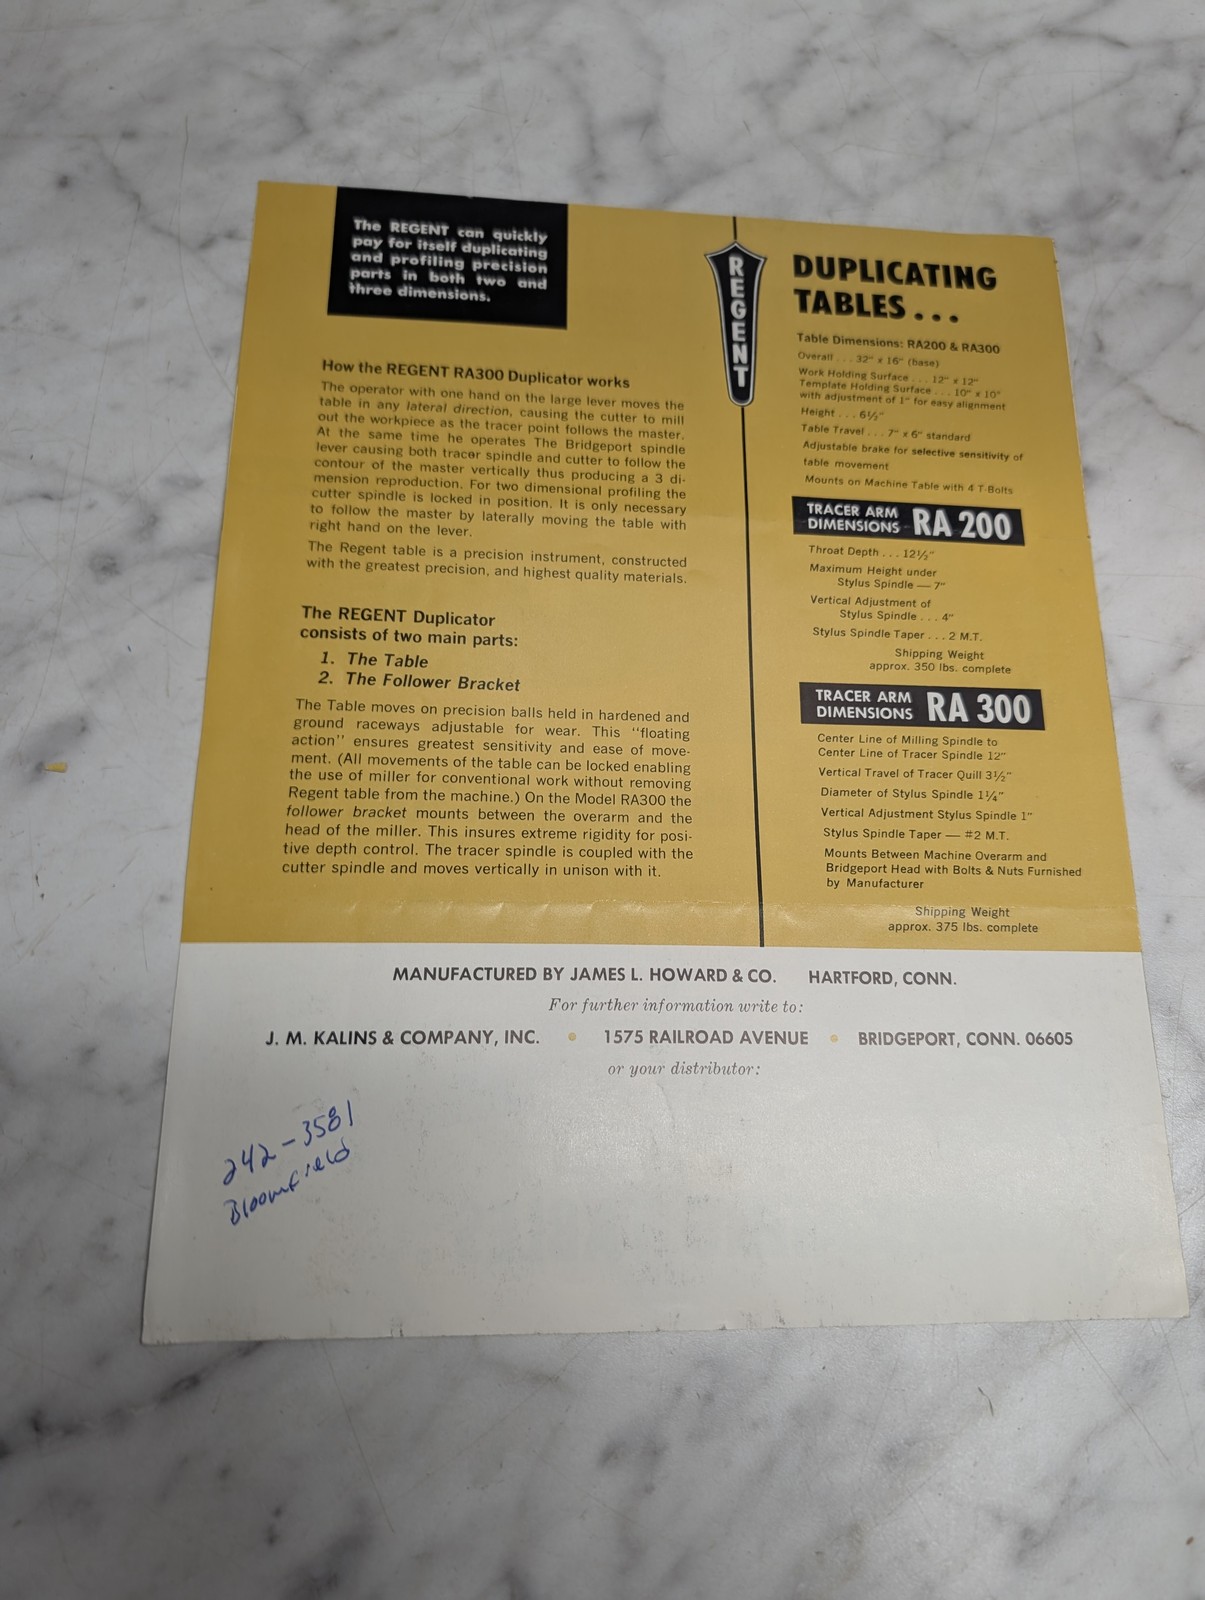 The REGENT can quickly
pay for itself duplicating
and profiling precision
parts in both two and
three dimensions.
How the REGENT RA300 Duplicator works
The operator with one hand on the large lever moves the
table in any lateral direction, causing the cutter to mill
out the workpiece as the tracer point follows the master.
At the same time he operates The Bridgeport spindle
lever causing both tracer spindle and cutter to follow the
contour of the master vertically thus producing a 3 di-
mension reproduction. For two dimensional profiling the
cutter spindle is locked in position. It is only necessary
to follow the master by laterally moving the table with
right hand on the lever.
The Regent table is a precision instrument, constructed
with the greatest precision, and highest quality materials.
The REGENT Duplicator
consists of two main parts:
1. The Table
2. The Follower Bracket
The Table moves on precision balls held in hardened and
ground raceways adjustable for wear. This "floating
action" ensures greatest sensitivity and ease of move-
ment. (All movements of the table can be locked enabling
the use of miller for conventional work without removing
Regent table from the machine.) On the Model RA300 the
follower bracket mounts between the overarm and the
head of the miller. This insures extreme rigidity for posi-
tive depth control. The tracer spindle is coupled with the
cutter spindle and moves vertically in unison with it.
REGENT
DUPLICATING
TABLES...
Table Dimensions: RA200 & RA300
Overall . . . 32" x 16" (base)
Work Holding Surface . . . 12" x 12"
Template Holding Surface . . . 10" x 10"
with adjustment of 1" for easy alignment
Height . . . 6½"
Table Travel . . . 7" x 6" standard
Adjustable brake for selective sensitivity of
table movement
Mounts on Machine Table with 4 T-Bolts
TRACER ARM
DIMENSIONS RA 200
Throat Depth . . . 12½"
Maximum Height under
Stylus Spindle — 7"
Vertical Adjustment of
Stylus Spindle . . . 4"
Stylus Spindle Taper . . . 2 M.T.
Shipping Weight
approx. 350 lbs. complete
TRACER ARM
DIMENSIONS RA 300
Center Line of Milling Spindle to
Center Line of Tracer Spindle 12"
Vertical Travel of Tracer Quill 3½"
Diameter of Stylus Spindle 1¼"
Vertical Adjustment Stylus Spindle 1"
Stylus Spindle Taper — #2 M.T.
Mounts Between Machine Overarm and
Bridgeport Head with Bolts & Nuts Furnished
by Manufacturer
Shipping Weight
approx. 375 lbs. complete
MANUFACTURED BY JAMES L. HOWARD & CO. HARTFORD, CONN.
For further information write to:
J. M. KALINS & COMPANY, INC. • 1575 RAILROAD AVENUE • BRIDGEPORT, CONN. 06605
or your distributor:
242-3581
Bloomfield